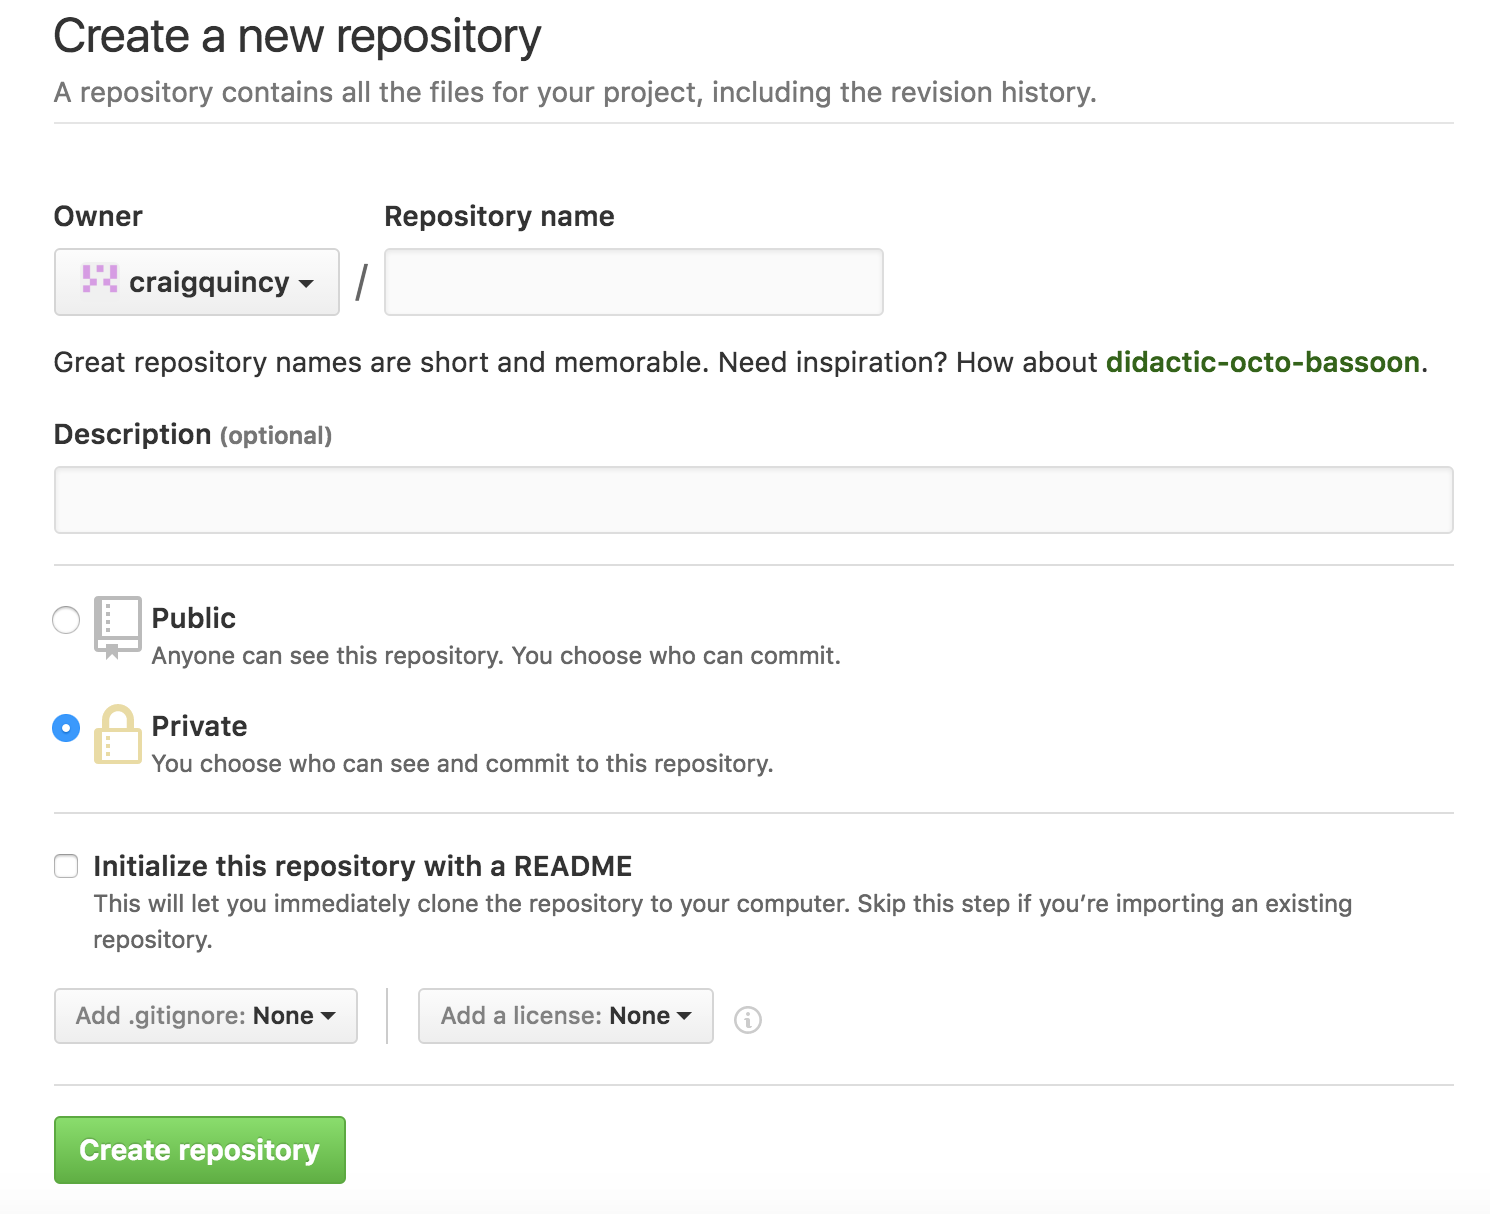 Create a new repository
A repository contains all the files for your project, including the revision history.
Owner Repository name
craigquincy /
Great repository names are short and memorable. Need inspiration? How about didactic-octo-bassoon.
Description (optional)
Public
Anyone can see this repository. You choose who can commit.
Private
You choose who can see and commit to this repository.
Initialize this repository with a README
This will let you immediately clone the repository to your computer. Skip this step if you’re importing an existing
repository.
Add .gitignore: None Add a license: None
Create repository